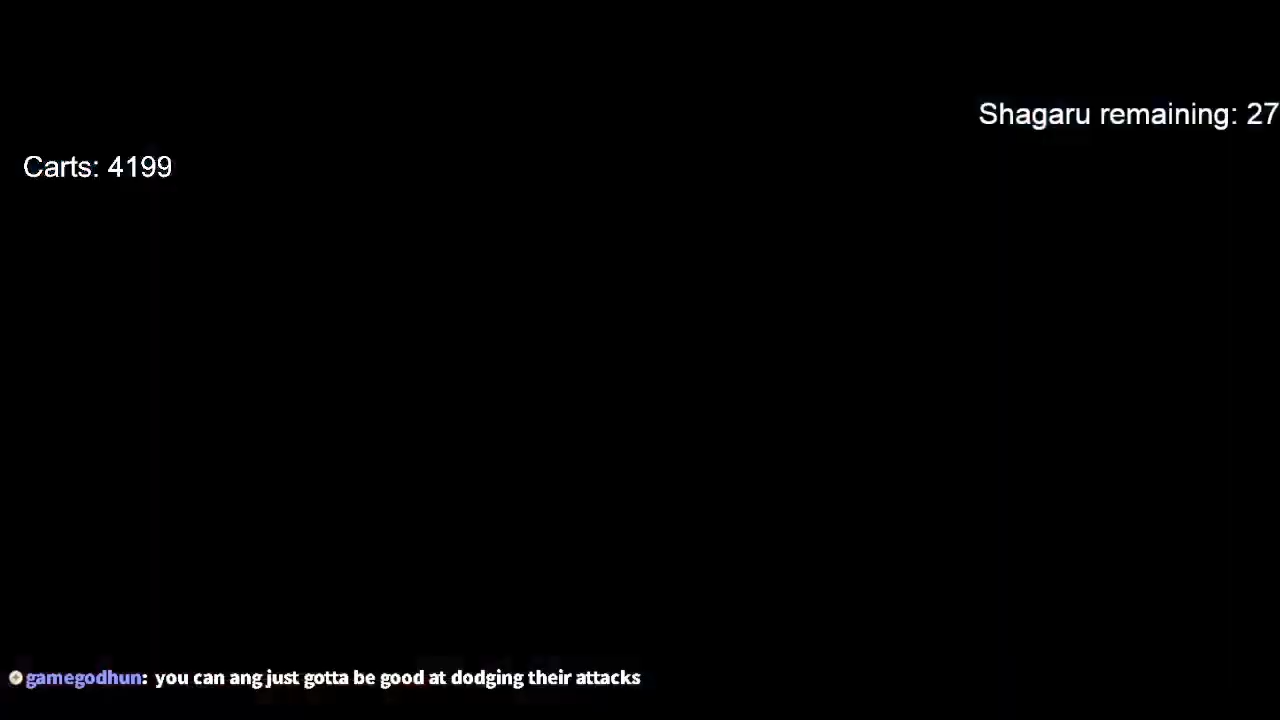 Shagaru remaining: 27
Carts: 4199
gamegodhun: you can ang just gotta be good at dodging their attacks